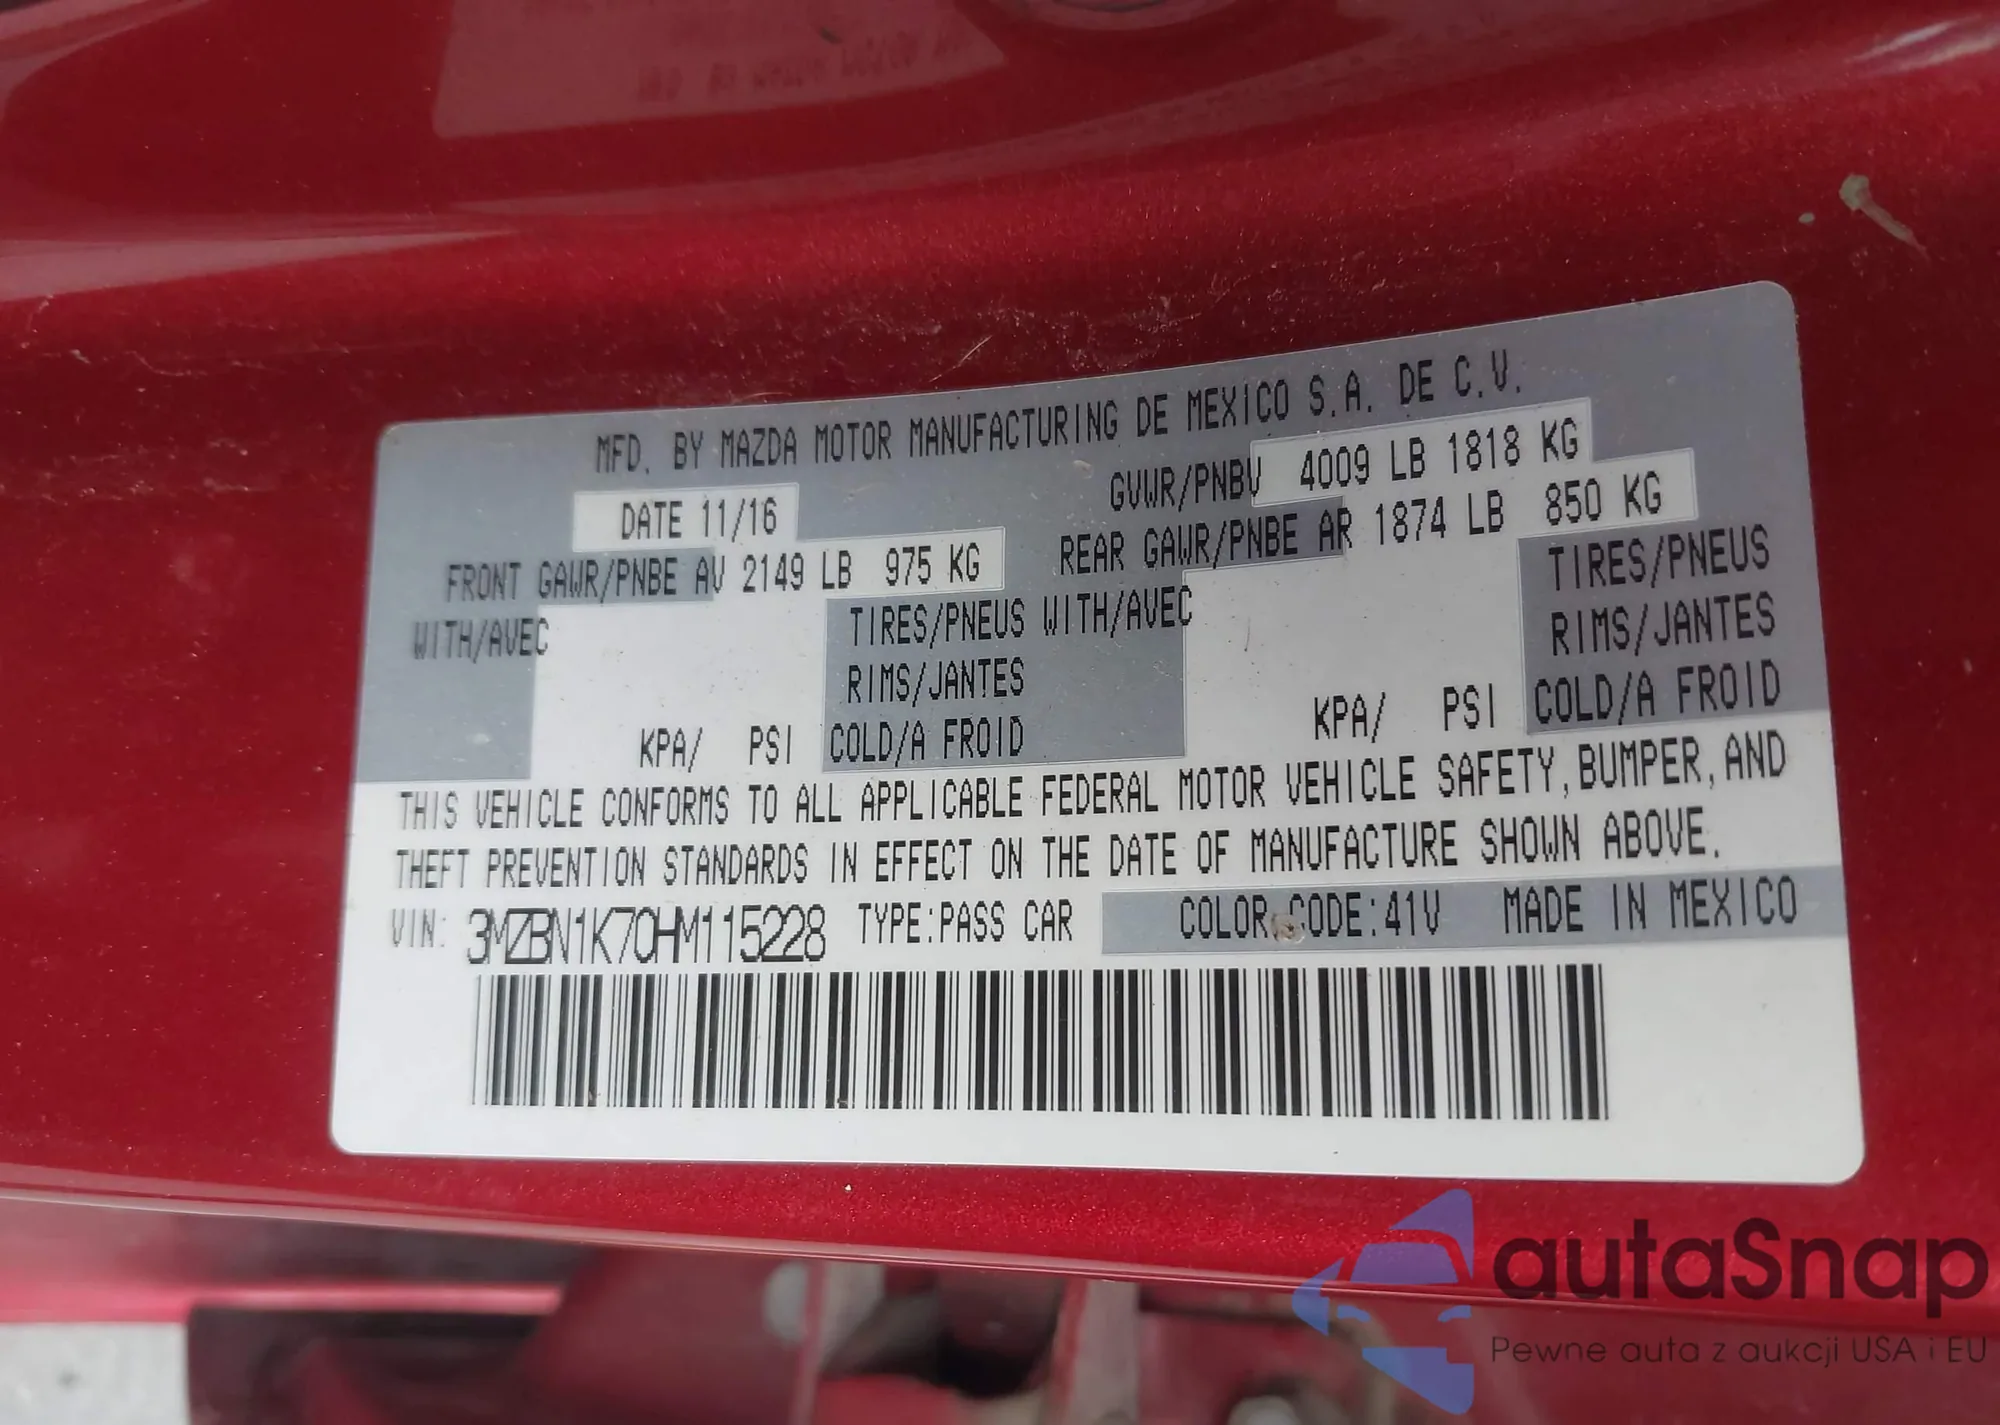 MFD. BY MAZDA MOTOR MANUFACTURING DE MEXICO S.A. DE C.V.
DATE 11/16 GVWR/PNBV 4009 LB 1818 KG
FRONT GAWR/PNBE AV 2149 LB 975 KG REAR GAWR/PNBE AR 1874 LB 850 KG
WITH/AVEC TIRES/PNEUS WITH/AVEC TIRES/PNEUS
RIMS/JANTES RIMS/JANTES
KPA/ PSI COLD/A FROID KPA/ PSI COLD/A FROID
THIS VEHICLE CONFORMS TO ALL APPLICABLE FEDERAL MOTOR VEHICLE SAFETY, BUMPER, AND
THEFT PREVENTION STANDARDS IN EFFECT ON THE DATE OF MANUFACTURE SHOWN ABOVE.
VIN: 3MZBN1K70HM115228 TYPE:PASS CAR COLOR CODE:41V MADE IN MEXICO
autaSnap
Pewne auta z aukcji USA i EU